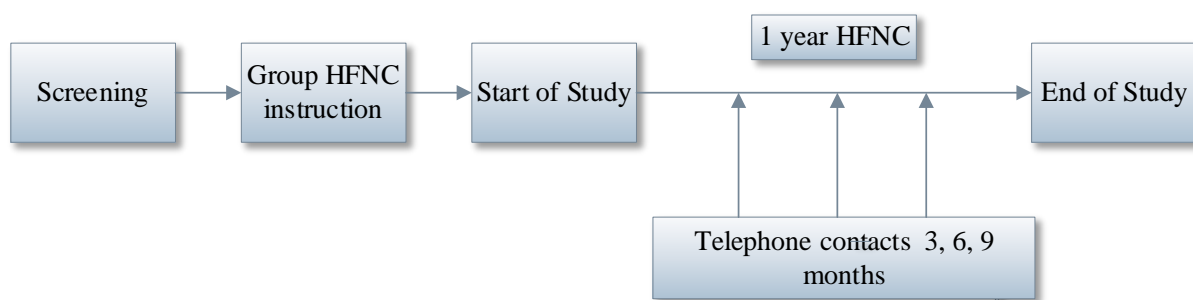 1 year HFNC
Screening
Group HFNC
instruction
Start of Study
End of Study
Telephone contacts 3, 6, 9
months